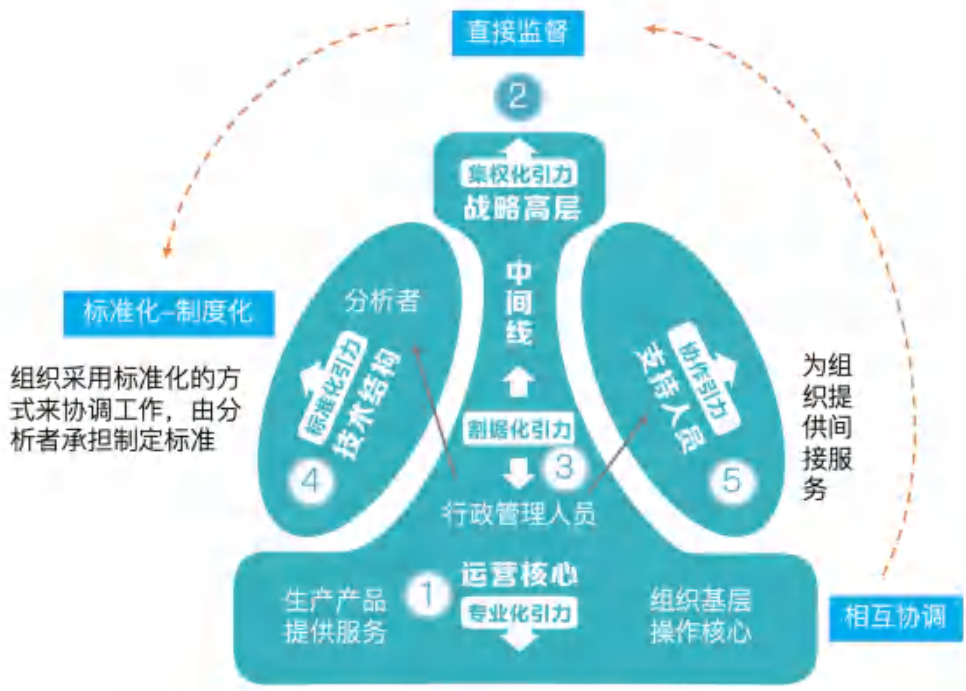 直接监督
2
集权化引力
战略高层
中间线
分析者
标准化-制度化
标准化引力
技术结构
协作引力
支持人员
组织采用标准化的方
式来协调工作，由分
析者承担制定标准
为组
织提
供间
接服
务
割据化引力
3
4
5
行政管理人员
运营核心
1
专业化引力
生产产品
提供服务
组织基层
操作核心
相互协调